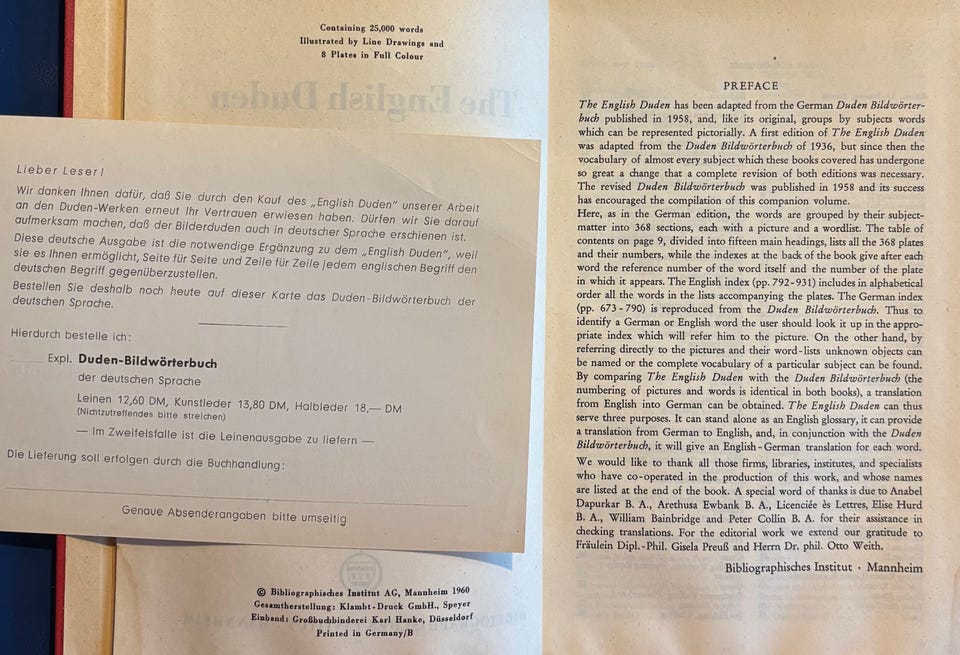 Containing 25,000 words
Illustrated by Line Drawings and
8 Plates in Full Colour
The English Duden
Lieber Leser!
Wir danken Ihnen dafür, daß Sie durch den Kauf des „English Duden" unserer Arbeit
an den Duden-Werken erneut Ihr Vertrauen erwiesen haben. Dürfen wir Sie darauf
aufmerksam machen, daß der Bilderduden auch in deutscher Sprache erschienen ist.
Diese deutsche Ausgabe ist die notwendige Ergänzung zu dem „English Duden", weil
sie es Ihnen ermöglicht, Seite für Seite und Zeile für Zeile jedem englischen Begriff den
deutschen Begriff gegenüberzustellen.
Bestellen Sie deshalb noch heute auf dieser Karte das Duden-Bildwörterbuch der
deutschen Sprache.
Hierdurch bestelle ich:
.......... Expl. Duden-Bildwörterbuch
der deutschen Sprache
Leinen 12,60 DM, Kunstleder 13,80 DM, Halbleder 18,— DM
(Nichtzutreffendes bitte streichen)
— Im Zweifelsfalle ist die Leinenausgabe zu liefern —
Die Lieferung soll erfolgen durch die Buchhandlung:
Genaue Absenderangaben bitte umseitig
© Bibliographisches Institut AG, Mannheim 1960
Gesamtherstellung: Klambt-Druck GmbH., Speyer
Einband: Großbuchbinderei Karl Hanke, Düsseldorf
Printed in Germany/B
PREFACE
The English Duden has been adapted from the German Duden Bildwörter-
buch published in 1958, and, like its original, groups by subjects words
which can be represented pictorially. A first edition of The English Duden
was adapted from the Duden Bildwörterbuch of 1936, but since then the
vocabulary of almost every subject which these books covered has undergone
so great a change that a complete revision of both editions was necessary.
The revised Duden Bildwörterbuch was published in 1958 and its success
has encouraged the compilation of this companion volume.
Here, as in the German edition, the words are grouped by their subject-
matter into 368 sections, each with a picture and a wordlist. The table of
contents on page 9, divided into fifteen main headings, lists all the 368 plates
and their numbers, while the indexes at the back of the book give after each
word the reference number of the word itself and the number of the plate
in which it appears. The English index (pp. 792-931) includes in alphabetical
order all the words in the lists accompanying the plates. The German index
(pp. 673 - 790) is reproduced from the Duden Bildwörterbuch. Thus to
identify a German or English word the user should look it up in the appro-
priate index which will refer him to the picture. On the other hand, by
referring directly to the pictures and their word-lists unknown objects can
be named or the complete vocabulary of a particular subject can be found.
By comparing The English Duden with the Duden Bildwörterbuch (the
numbering of pictures and words is identical in both books), a translation
from English into German can be obtained. The English Duden can thus
serve three purposes. It can stand alone as an English glossary, it can provide
a translation from German to English, and, in conjunction with the Duden
Bildwörterbuch, it will give an English-German translation for each word.
We would like to thank all those firms, libraries, institutes, and specialists
who have co-operated in the production of this work, and whose names
are listed at the end of the book. A special word of thanks is due to Anabel
Dapurkar B. A., Arethusa Ewbank B. A., Licenciée ès Lettres, Elise Hurd
B. A., William Bainbridge and Peter Collin B. A. for their assistance in
checking translations. For the editorial work we extend our gratitude to
Fräulein Dipl.-Phil. Gisela Preuß and Herrn Dr. phil. Otto Weith.
Bibliographisches Institut · Mannheim